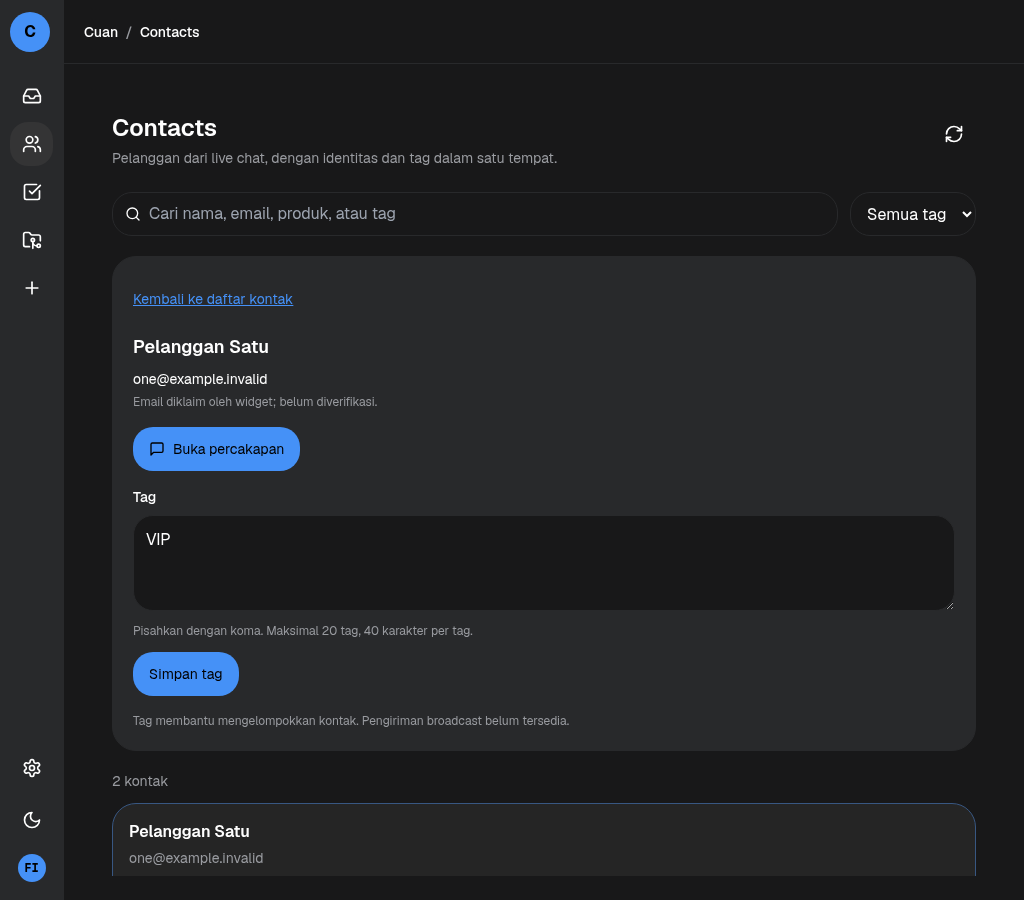 C
Cuan / Contacts
Contacts
Pelanggan dari live chat, dengan identitas dan tag dalam satu tempat.
Cari nama, email, produk, atau tag
Semua tag
Kembali ke daftar kontak
Pelanggan Satu
one@example.invalid
Email diklaim oleh widget; belum diverifikasi.
Buka percakapan
Tag
VIP
Pisahkan dengan koma. Maksimal 20 tag, 40 karakter per tag.
Simpan tag
Tag membantu mengelompokkan kontak. Pengiriman broadcast belum tersedia.
2 kontak
Pelanggan Satu
one@example.invalid
FI